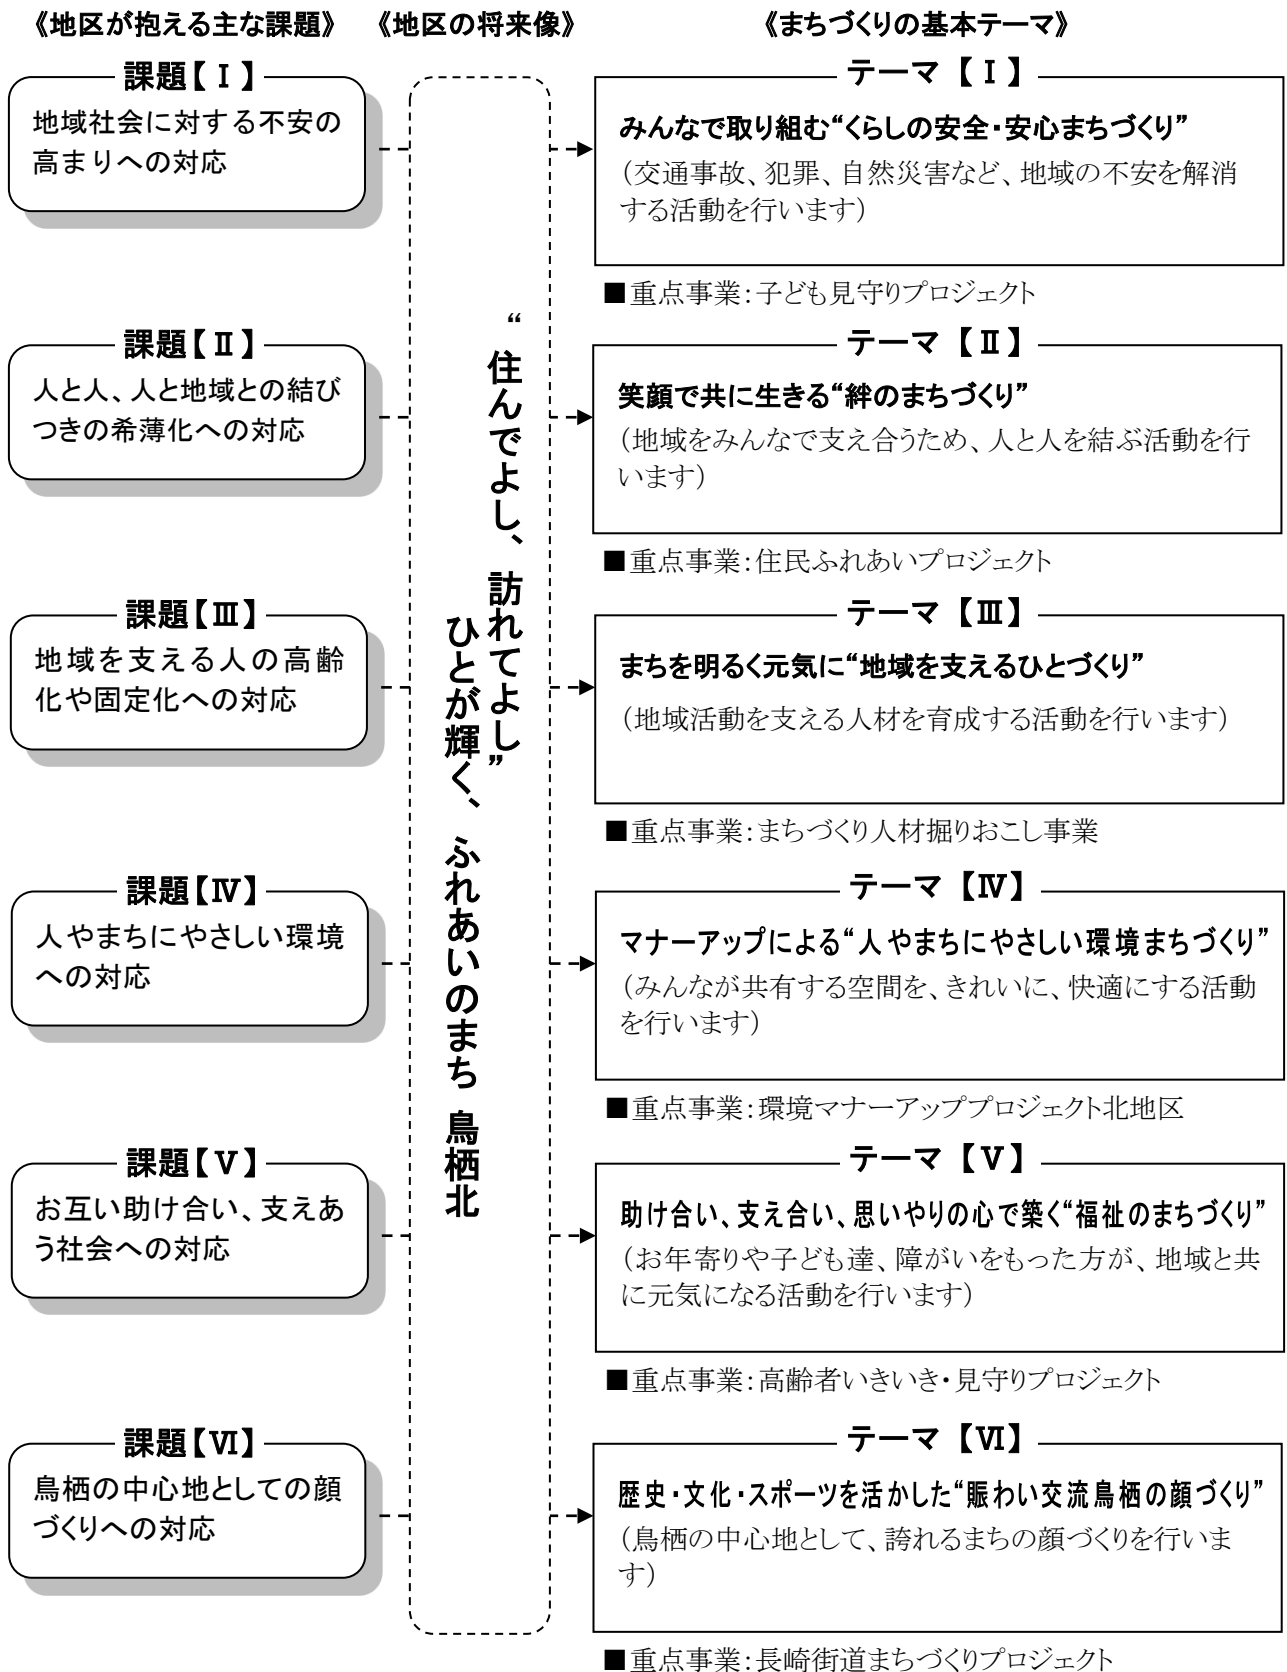 《地区が抱える主な課題》
《地区の将来像》
《まちづくりの基本テーマ》
課題【Ⅰ】
地域社会に対する不安の
高まりへの対応
テーマ【Ⅰ】
みんなで取り組む“くらしの安全・安心まちづくり”
（交通事故、犯罪、自然災害など、地域の不安を解消
する活動を行います）
■重点事業：子ども見守りプロジェクト
課題【Ⅱ】
人と人、人と地域との結び
つきの希薄化への対応
テーマ【Ⅱ】
笑顔で共に生きる“絆のまちづくり”
（地域をみんなで支え合うため、人と人を結ぶ活動を行
います）
■重点事業：住民ふれあいプロジェクト
“住んでよし、訪れてよし”
ひとが輝く、ふれあいのまち 鳥栖北
課題【Ⅲ】
地域を支える人の高齢
化や固定化への対応
テーマ【Ⅲ】
まちを明るく元気に“地域を支えるひとづくり”
（地域活動を支える人材を育成する活動を行います）
■重点事業：まちづくり人材掘りおこし事業
課題【Ⅳ】
人やまちにやさしい環境
への対応
テーマ【Ⅳ】
マナーアップによる“人やまちにやさしい環境まちづくり”
（みんなが共有する空間を、きれいに、快適にする活動
を行います）
■重点事業：環境マナーアッププロジェクト北地区
課題【Ⅴ】
お互い助け合い、支えあ
う社会への対応
テーマ【Ⅴ】
助け合い、支え合い、思いやりの心で築く“福祉のまちづくり”
（お年寄りや子ども達、障がいをもった方が、地域と共
に元気になる活動を行います）
■重点事業：高齢者いきいき・見守りプロジェクト
課題【Ⅵ】
鳥栖の中心地としての顔
づくりへの対応
テーマ【Ⅵ】
歴史・文化・スポーツを活かした“賑わい交流鳥栖の顔づくり”
（鳥栖の中心地として、誇れるまちの顔づくりを行いま
す）
■重点事業：長崎街道まちづくりプロジェクト